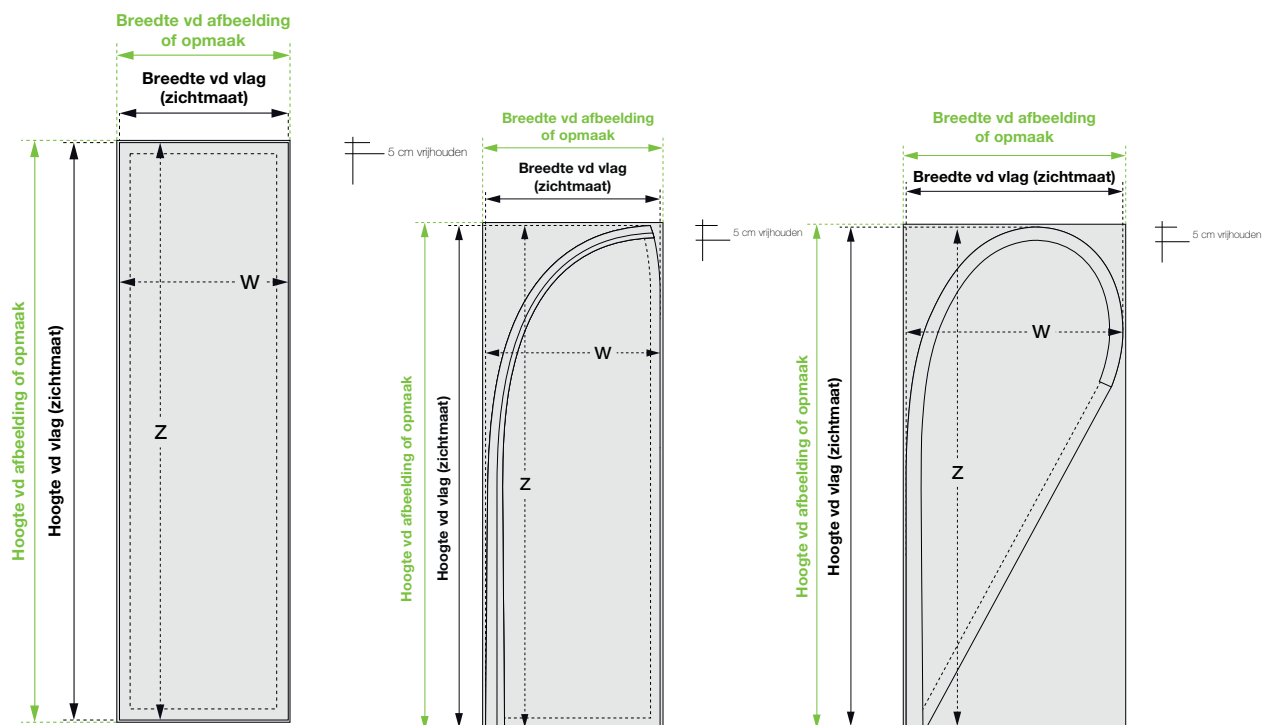 Breedte vd afbeelding
of opmaak
Breedte vd vlag
(zichtmaat)
Hoogte vd afbeelding of opmaak
Hoogte vd vlag (zichtmaat)
W
Z
5 cm vrijhouden
Breedte vd afbeelding
of opmaak
Breedte vd vlag
(zichtmaat)
Hoogte vd afbeelding of opmaak
Hoogte vd vlag (zichtmaat)
W
Z
5 cm vrijhouden
Breedte vd afbeelding
of opmaak
Breedte vd vlag (zichtmaat)
Hoogte vd afbeelding of opmaak
Hoogte vd vlag (zichtmaat)
W
Z
5 cm vrijhouden